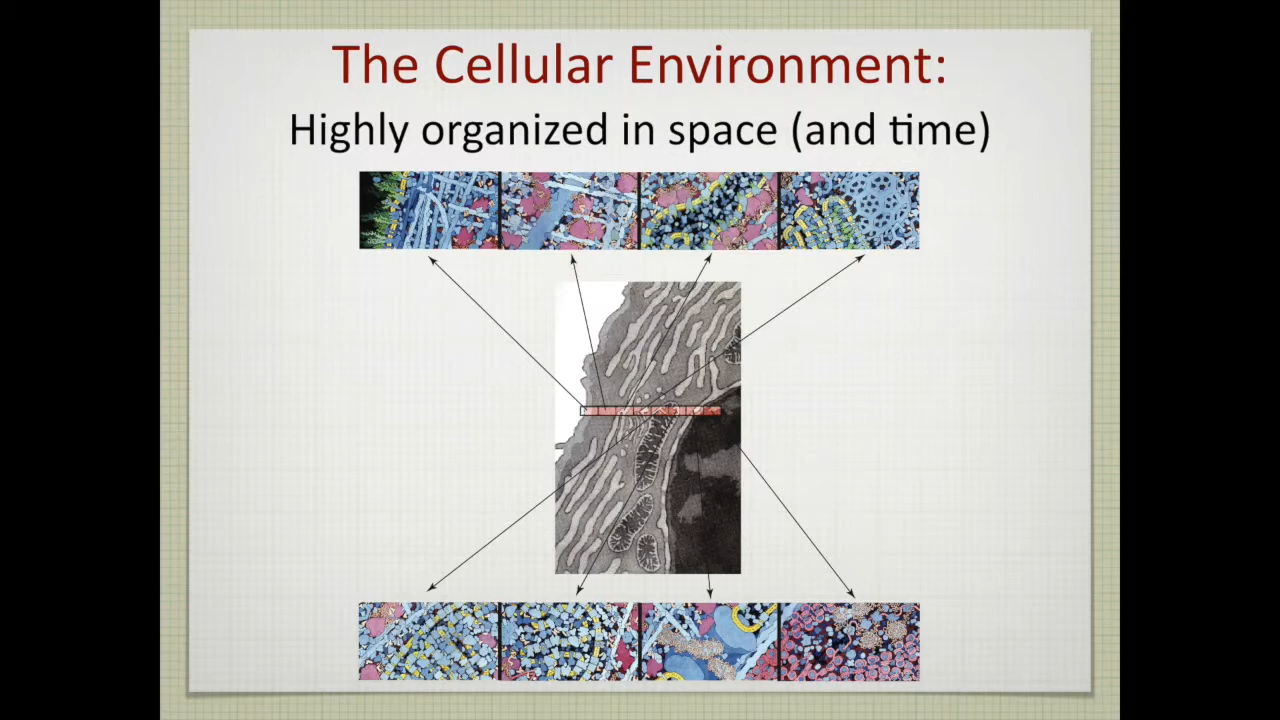 The Cellular Environment:
Highly organized in space (and time)